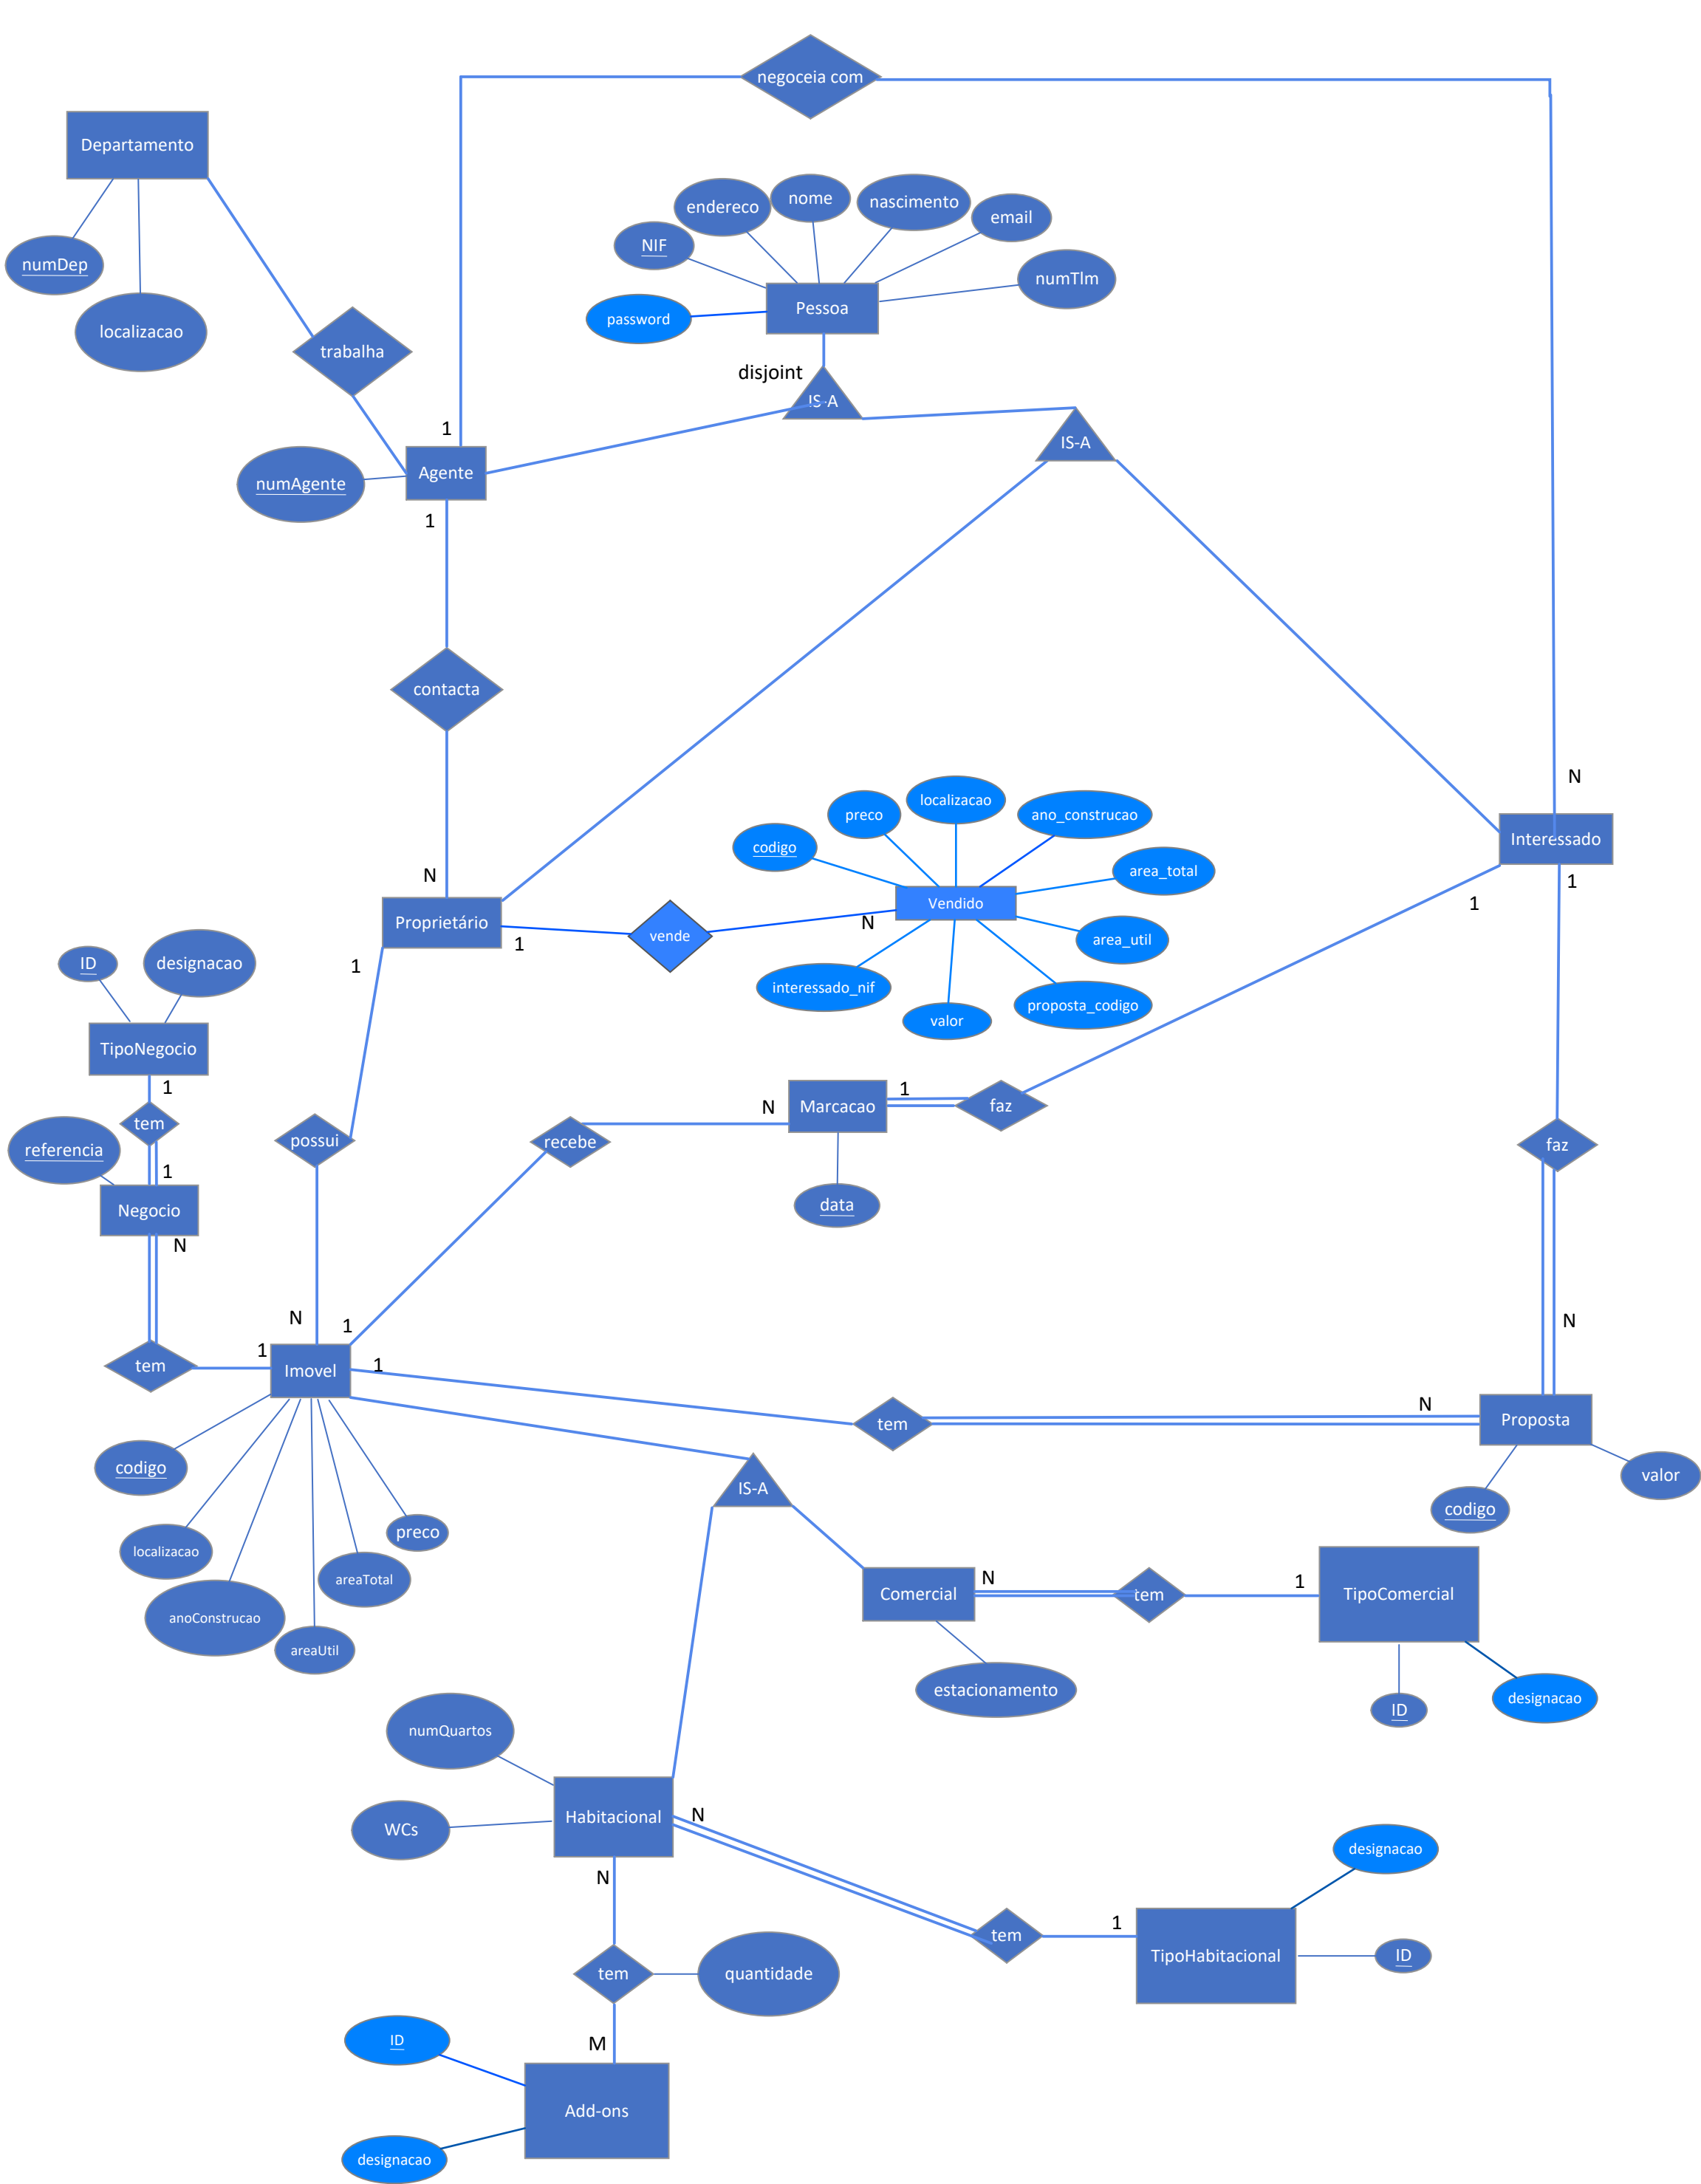 negoceia com
Departamento
nome
endereco
nascimento
email
NIF
numDep
numTlm
Pessoa
password
localizacao
trabalha
disjoint
IS-A
1
IS-A
Agente
numAgente
1
contacta
N
localizacao
preco
ano_construcao
Interessado
codigo
area_total
N
1
1
Vendido
Proprietário
N
vende
1
area_util
1
ID
designacao
interessado_nif
proposta_codigo
valor
TipoNegocio
1
Marcacao
1
N
faz
tem
possui
recebe
faz
referencia
1
data
Negocio
N
N
1
N
1
tem
Imovel
1
N
Proposta
tem
codigo
IS-A
valor
codigo
preco
localizacao
areaTotal
anoConstrucao
areaUtil
Comercial
N
tem
1
TipoComercial
estacionamento
designacao
ID
numQuartos
Habitacional
N
WCs
designacao
N
1
tem
TipoHabitacional
ID
tem
quantidade
M
ID
Add-ons
designacao